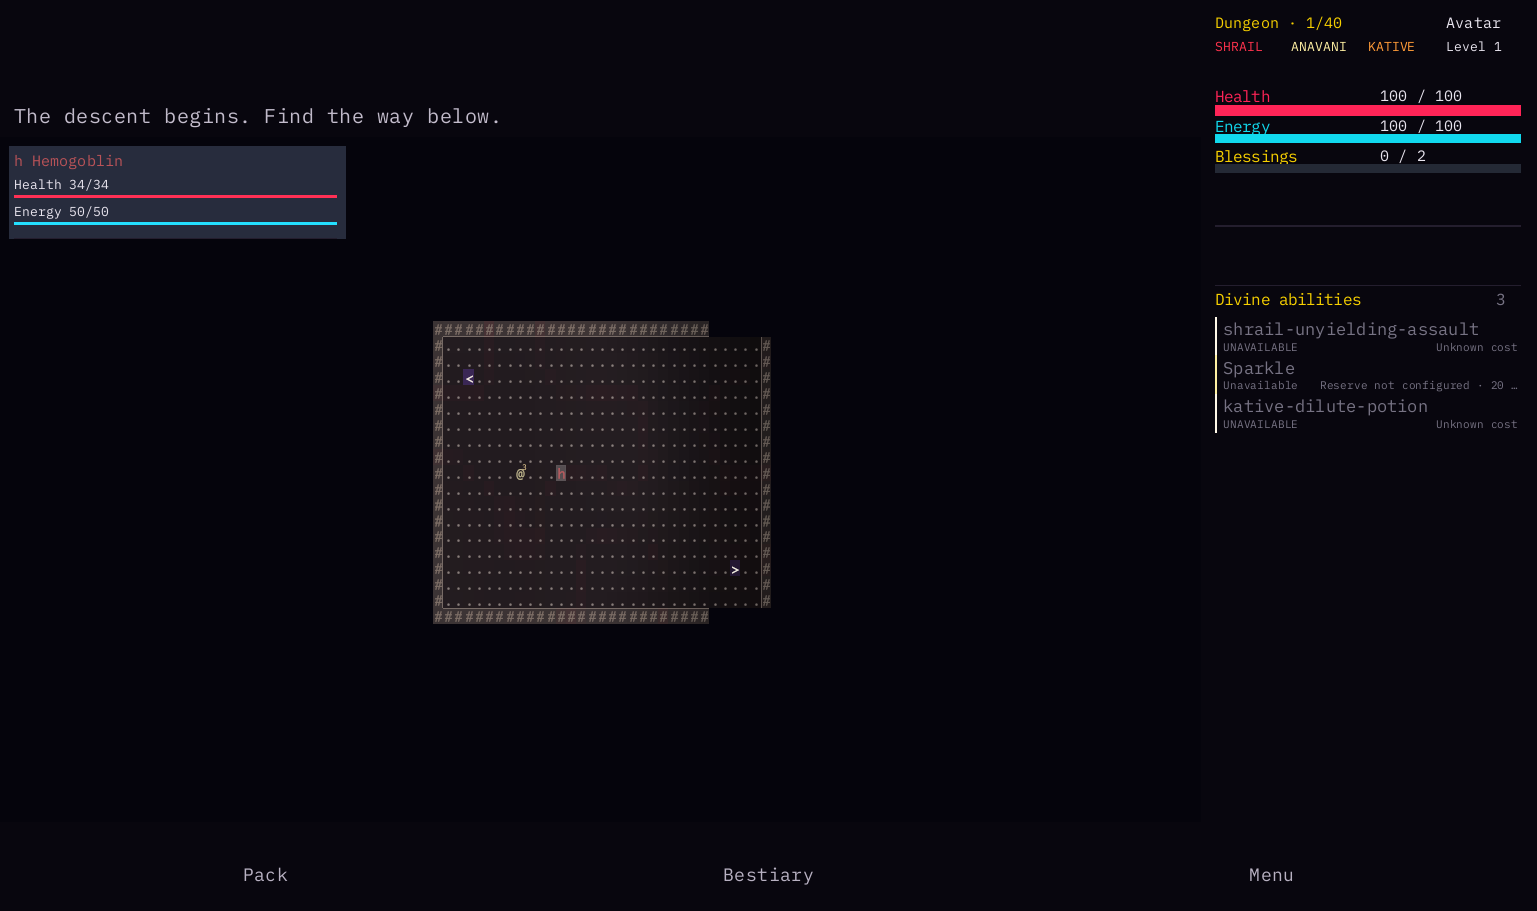 Dungeon · 1/40 Avatar
SHRAIL ANAVANI KATIVE Level 1
Health 100 / 100
Energy 100 / 100
Blessings 0 / 2
The descent begins. Find the way below.
h Hemogoblin
Health 34/34
Energy 50/50
Divine abilities 3
shrail-unyielding-assault
UNAVAILABLE Unknown cost
Sparkle
Unavailable Reserve not configured · 20 …
kative-dilute-potion
UNAVAILABLE Unknown cost
<
@3 h
>
Pack Bestiary Menu